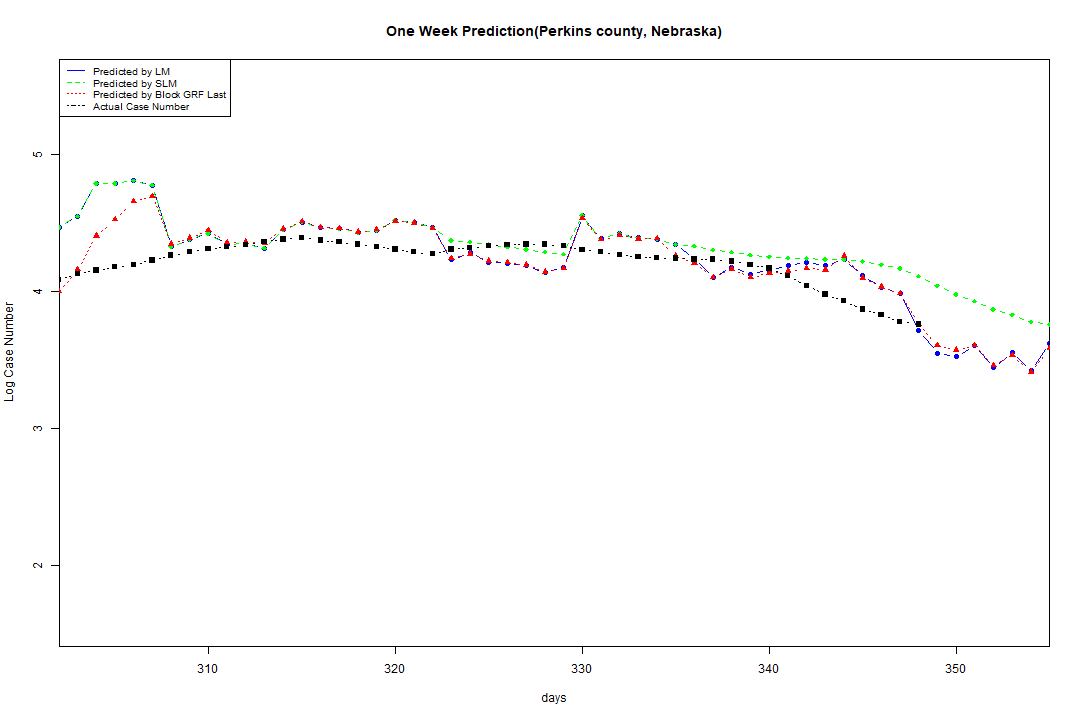 One Week Prediction(Perkins county, Nebraska)
Predicted by LM
Predicted by SLM
Predicted by Block GRF Last
Actual Case Number
5
4
3
2
Log Case Number
310 320 330 340 350
days